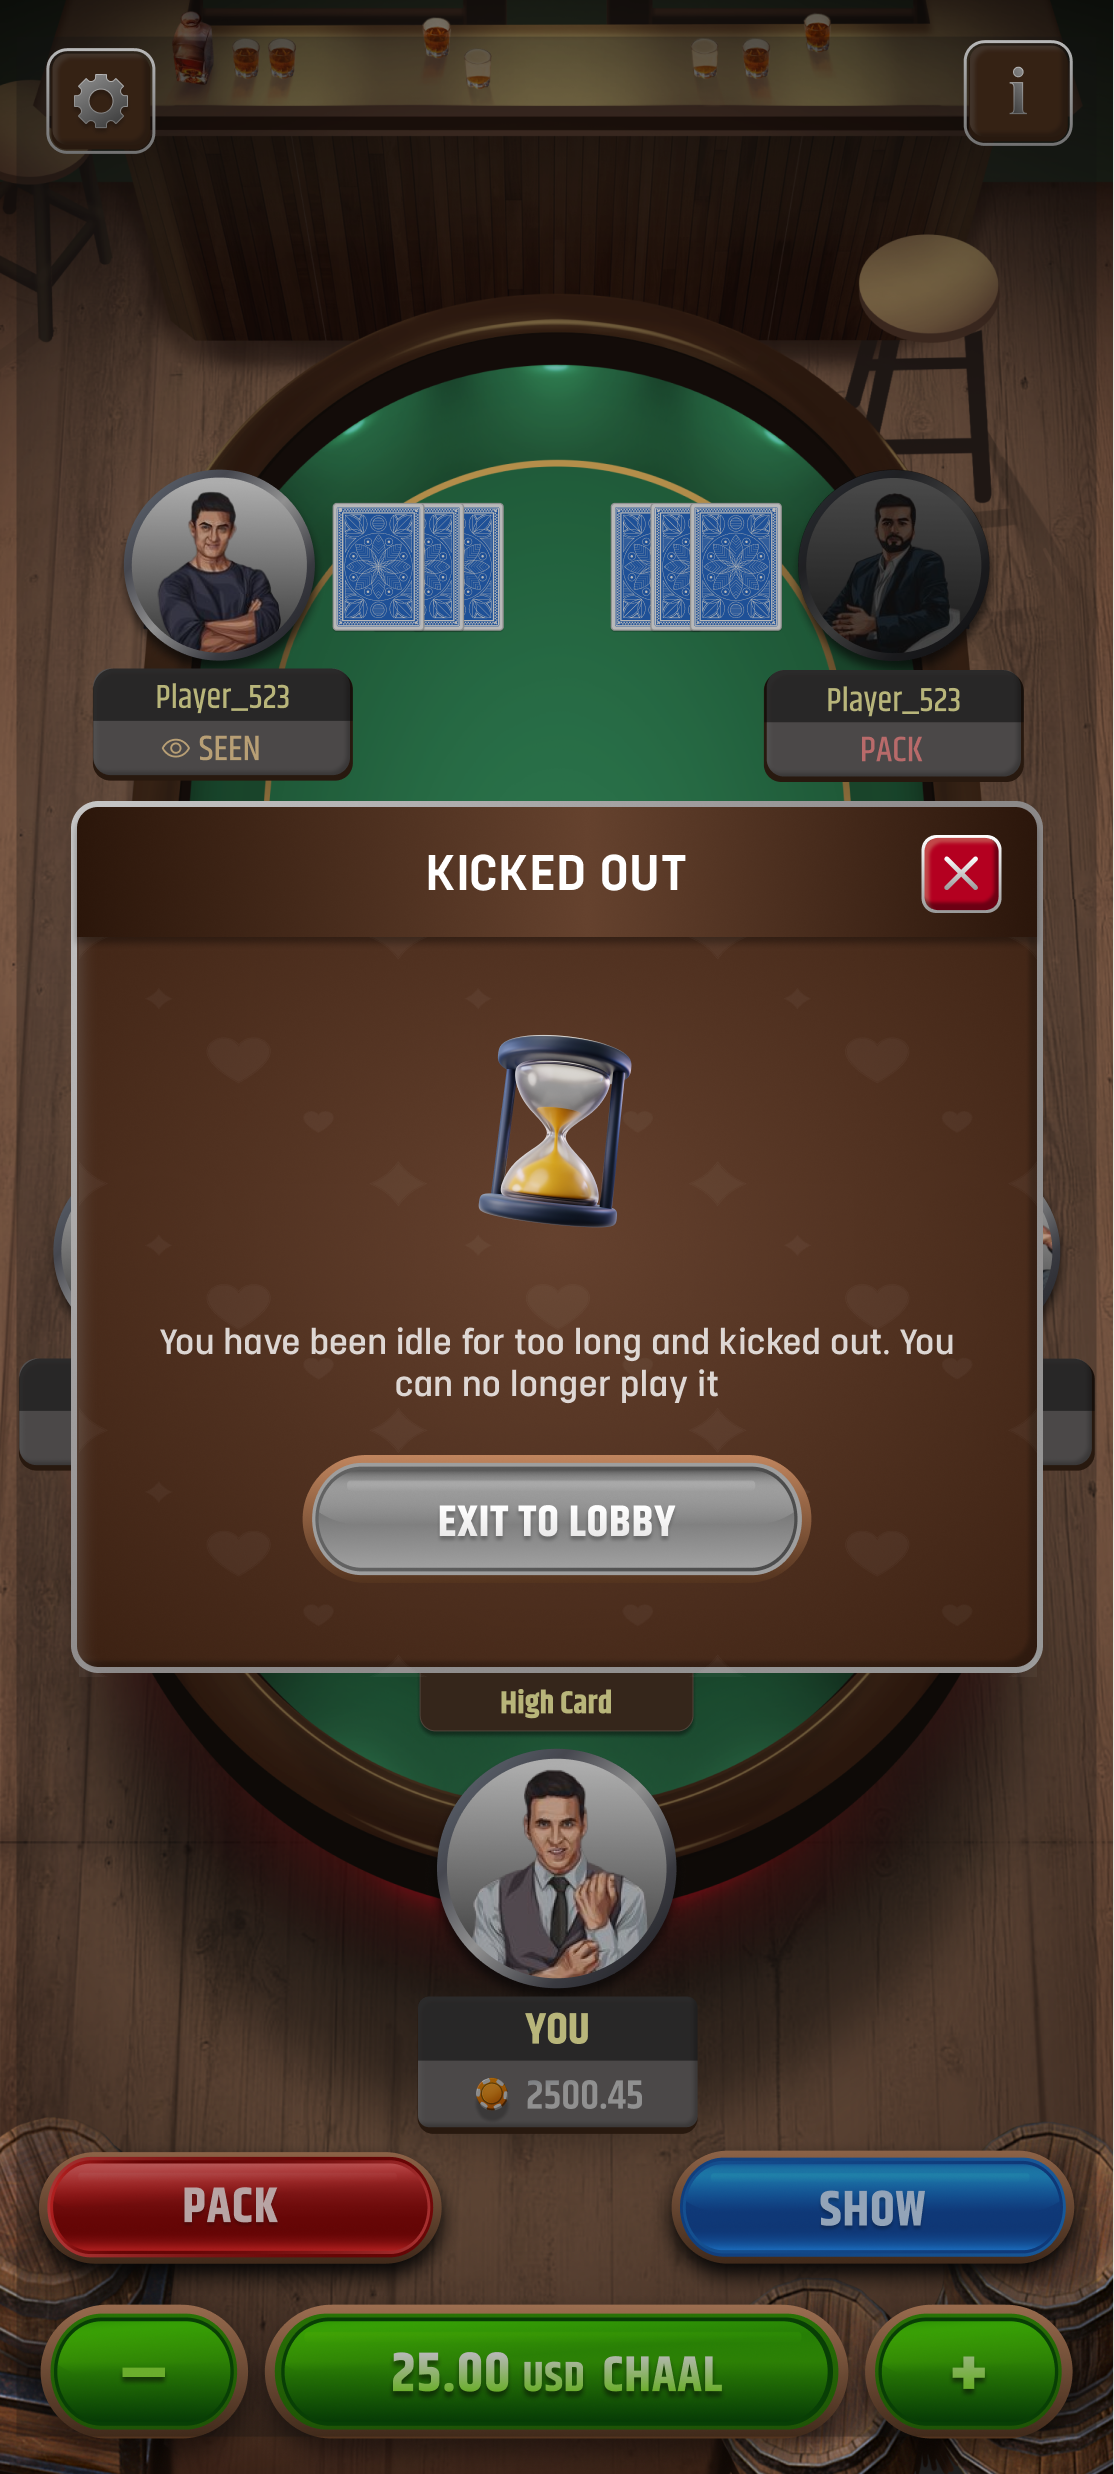 i
Player_523
SEEN
Player_523
PACK
KICKED OUT
You have been idle for too long and kicked out. You
can no longer play it
EXIT TO LOBBY
High Card
YOU
2500.45
PACK
SHOW
25.00 USD CHAAL